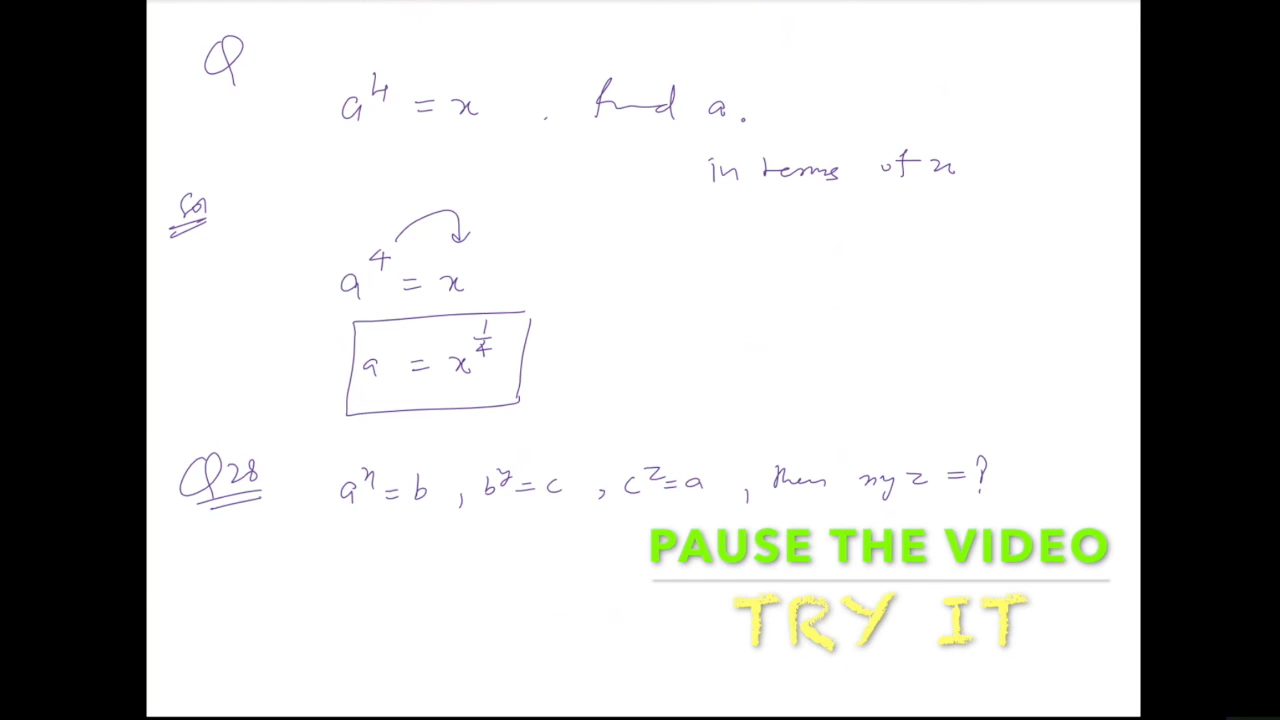 Q
a⁴ = x . find a.
in terms of x
Sol
a⁴ = x
a = x^(1/4)
Q28 aˣ = b , bʸ = c , cᶻ = a , then xyz = ?
PAUSE THE VIDEO
TRY IT